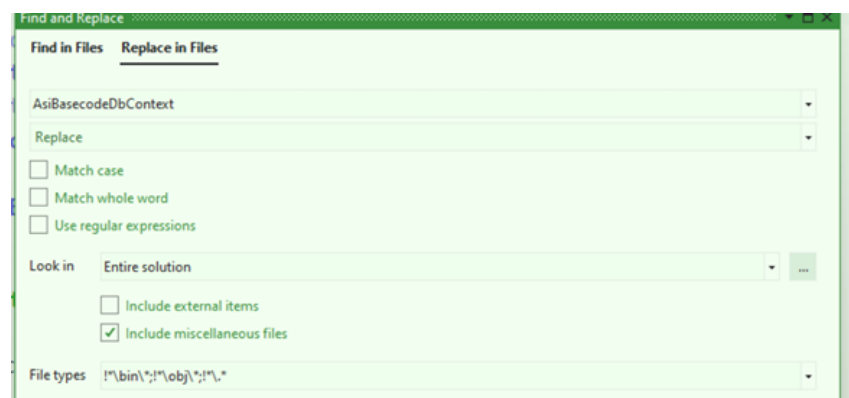 Find and Replace
Find in Files Replace in Files
AsiBasecodeDbContext
Replace
Match case
Match whole word
Use regular expressions
Look in Entire solution ...
Include external items
Include miscellaneous files
File types !*\bin\*;!*\obj\*;!*\.*